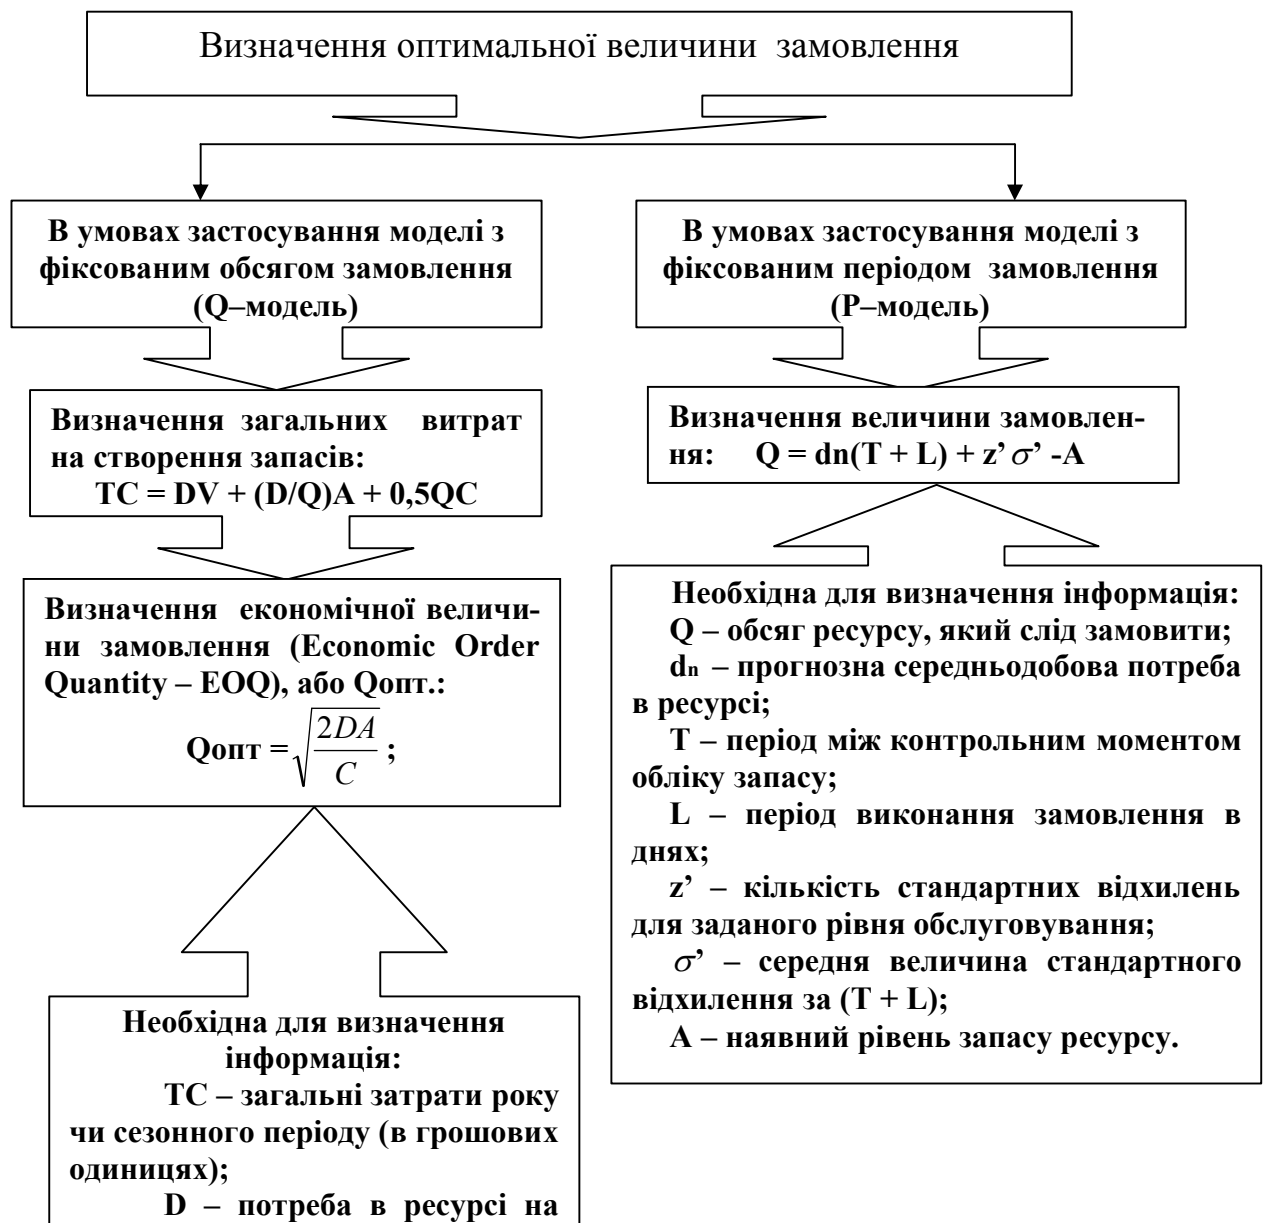 Визначення оптимальної величини замовлення
В умовах застосування моделі з
фіксованим обсягом замовлення
(Q–модель)
Визначення загальних витрат
на створення запасів:
TC = DV + (D/Q)A + 0,5QC
Визначення економічної величи-
ни замовлення (Economic Order
Quantity – EOQ), або Qопт.:
Qопт = √(2DA/C) ;
Необхідна для визначення
інформація:
TC – загальні затрати року
чи сезонного періоду (в грошових
одиницях);
D – потреба в ресурсі на
В умовах застосування моделі з
фіксованим періодом замовлення
(P–модель)
Визначення величини замовлен-
ня: Q = dn(T + L) + z’σ’ -A
Необхідна для визначення інформація:
Q – обсяг ресурсу, який слід замовити;
dn – прогнозна середньодобова потреба
в ресурсі;
T – період між контрольним моментом
обліку запасу;
L – період виконання замовлення в
днях;
z’ – кількість стандартних відхилень
для заданого рівня обслуговування;
σ’ – середня величина стандартного
відхилення за (T + L);
A – наявний рівень запасу ресурсу.